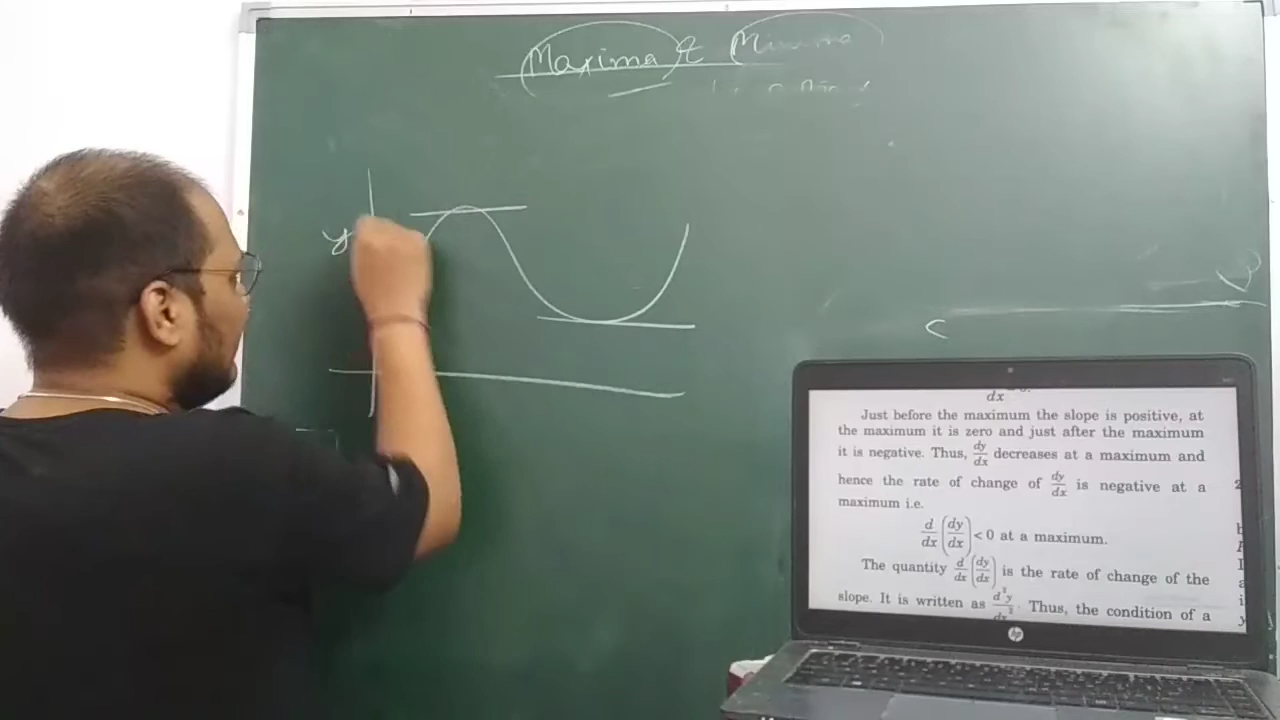 Maxima & Minima
y
dx = 0.
Just before the maximum the slope is positive, at
the maximum it is zero and just after the maximum
it is negative. Thus, dy/dx decreases at a maximum and
hence the rate of change of dy/dx is negative at a
maximum i.e.
d/dx (dy/dx) < 0 at a maximum.
The quantity d/dx (dy/dx) is the rate of change of the
slope. It is written as d²y/dx². Thus, the condition of a
hp